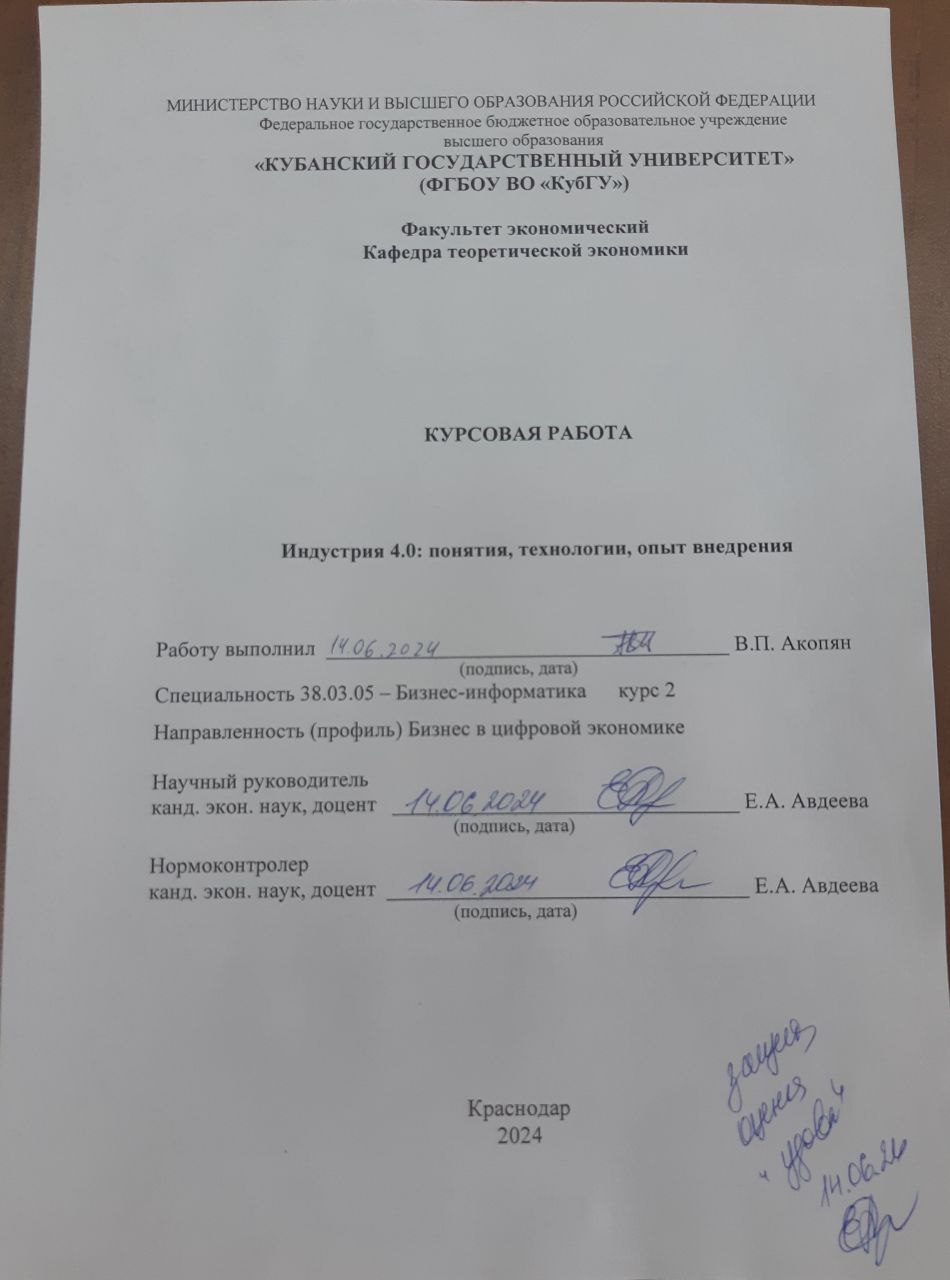 МИНИСТЕРСТВО НАУКИ И ВЫСШЕГО ОБРАЗОВАНИЯ РОССИЙСКОЙ ФЕДЕРАЦИИ
Федеральное государственное бюджетное образовательное учреждение
высшего образования
«КУБАНСКИЙ ГОСУДАРСТВЕННЫЙ УНИВЕРСИТЕТ»
(ФГБОУ ВО «КубГУ»)
Факультет экономический
Кафедра теоретической экономики
КУРСОВАЯ РАБОТА
Индустрия 4.0: понятия, технологии, опыт внедрения
Работу выполнил 14.06.2024 В.П. Акопян
(подпись, дата)
Специальность 38.03.05 – Бизнес-информатика курс 2
Направленность (профиль) Бизнес в цифровой экономике
Научный руководитель
канд. экон. наук, доцент 14.06.2024 Е.А. Авдеева
(подпись, дата)
Нормоконтролер
канд. экон. наук, доцент 14.06.2024 Е.А. Авдеева
(подпись, дата)
Краснодар
2024
14.06.24